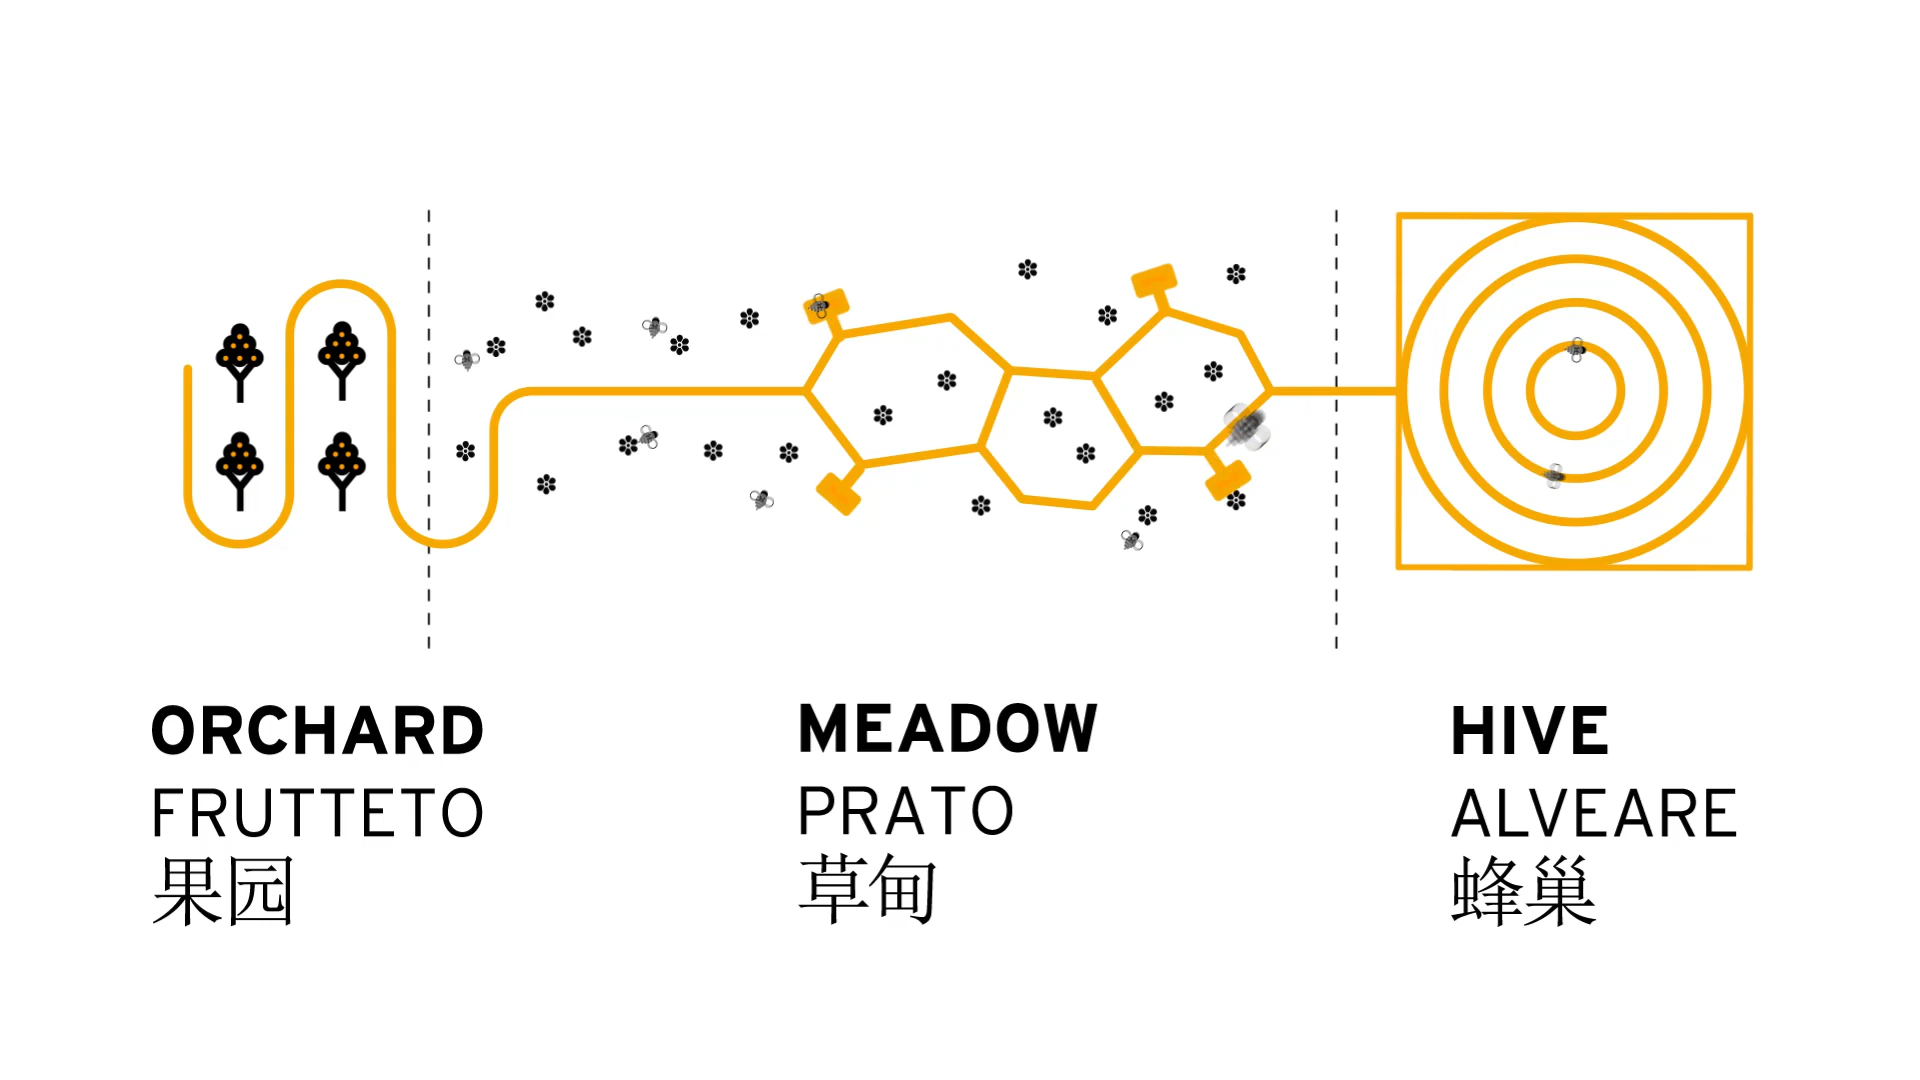 ORCHARD
FRUTTETO
果园
MEADOW
PRATO
草甸
HIVE
ALVEARE
蜂巢